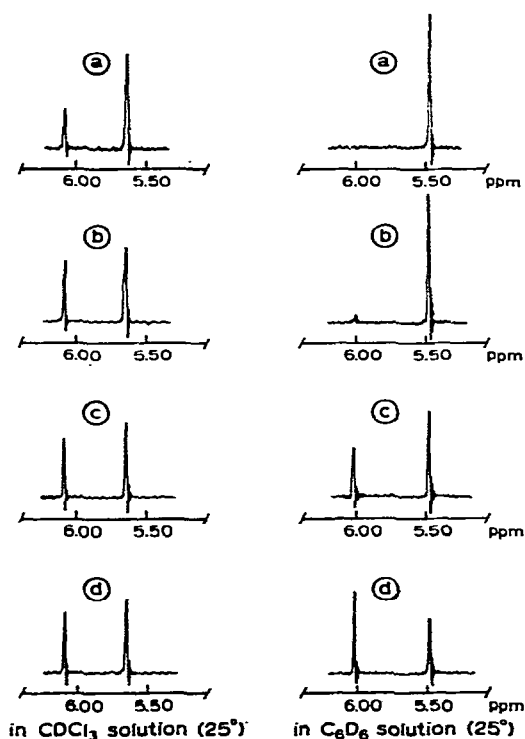 a a
6.00 5.50 6.00 5.50 ppm
b b
6.00 5.50 6.00 5.50 ppm
c c
6.00 5.50 6.00 5.50 ppm
d d
6.00 5.50 6.00 5.50 ppm
in CDCl₃ solution (25°) in C₆D₆ solution (25°)